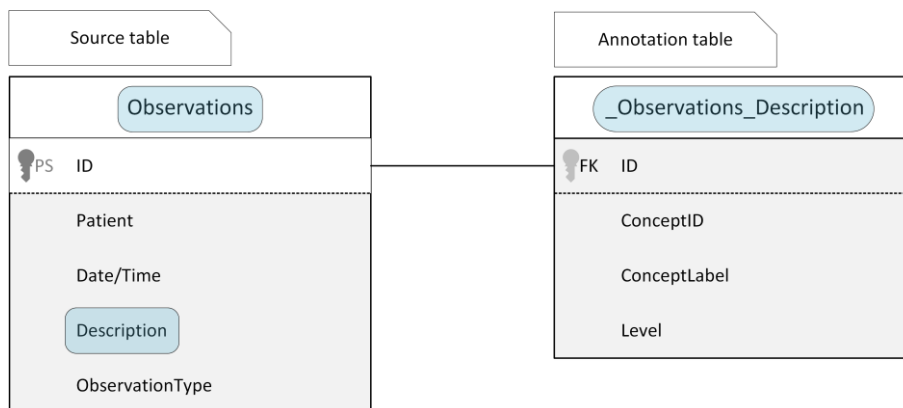 Source table
Annotation table
Observations
_Observations_Description
PS ID
FK ID
Patient
ConceptID
Date/Time
ConceptLabel
Description
Level
ObservationType